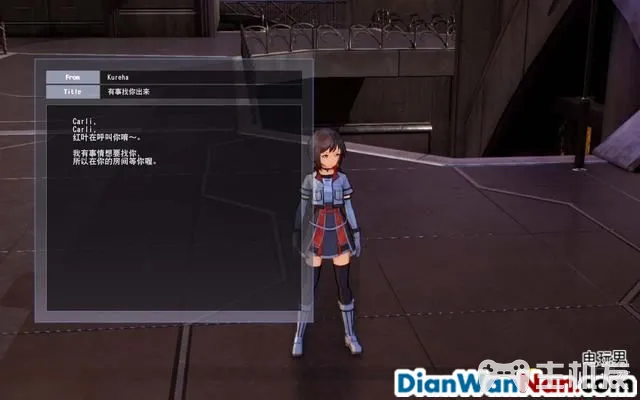 From Kureha
Title 有事找你出来
Carli,
Carli,
红叶在呼叫你唷～。
我有事情想要找你,
所以在你的房间等你喔。
电玩男
DianWanNan.com